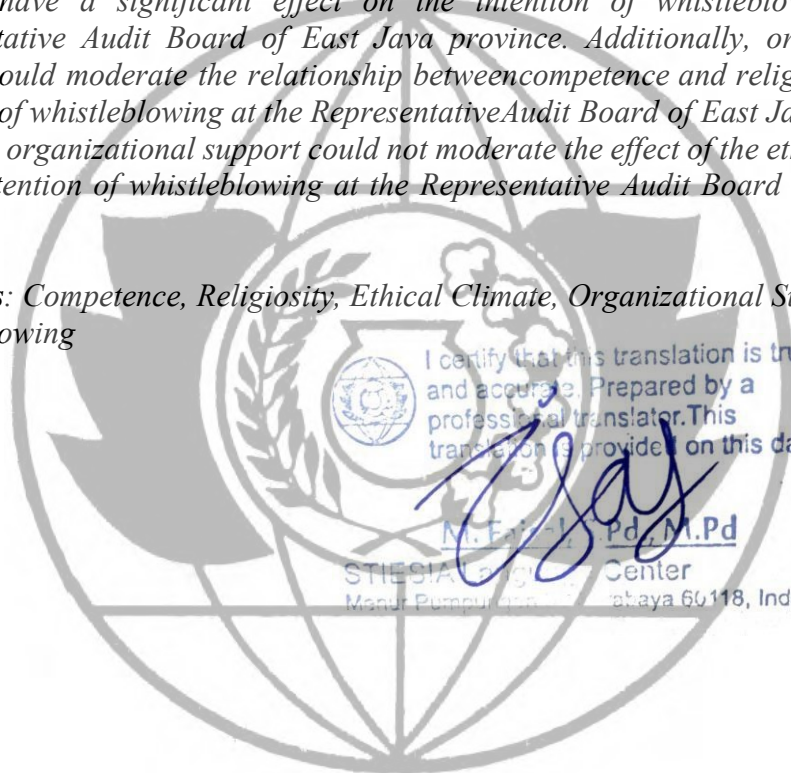 have a significant effect on the intention of whistleblo
tative Audit Board of East Java province. Additionally, or
ould moderate the relationship betweencompetence and relig
of whistleblowing at the RepresentativeAudit Board of East Ja
organizational support could not moderate the effect of the et
tention of whistleblowing at the Representative Audit Board
s: Competence, Religiosity, Ethical Climate, Organizational Su
owing
I certify that this translation is tru
and accurate. Prepared by a
professional translator.This
translation is provided on this da
M. Pd., M.Pd
STIESIA Center
Menur 60118, Ind